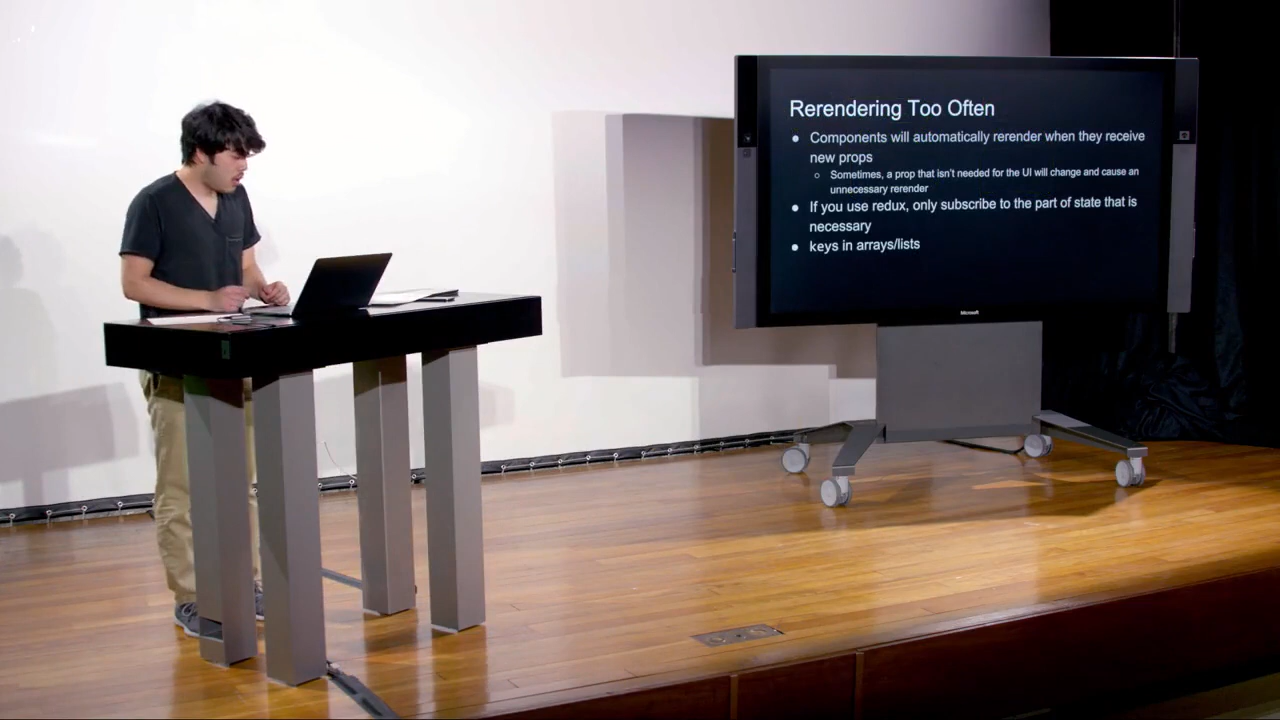 Rerendering Too Often
● Components will automatically rerender when they receive
new props
○ Sometimes, a prop that isn't needed for the UI will change and cause an
unnecessary rerender
● If you use redux, only subscribe to the part of state that is
necessary
● keys in arrays/lists
Microsoft